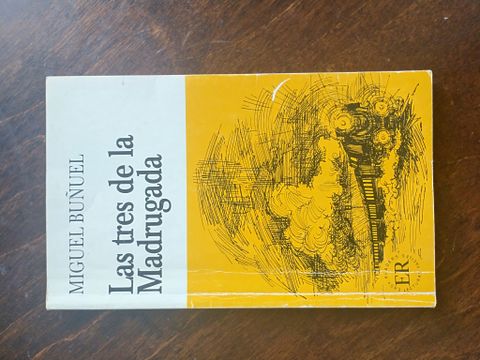 MIGUEL BUÑUEL
Las tres de la
Madrugada
ER